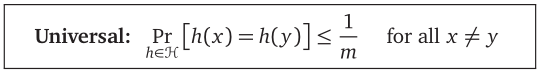 Universal: Pr_{h∈ℋ} [h(x) = h(y)] ≤ 1/m for all x ≠ y